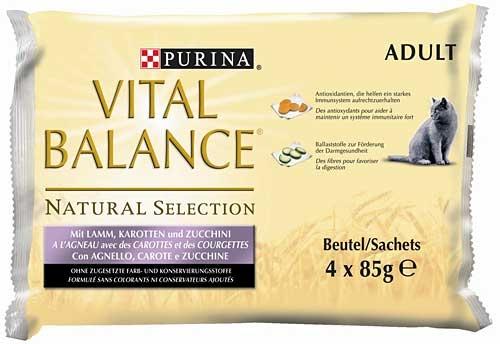 PURINA®
ADULT
VITAL
BALANCE®
NATURAL SELECTION
Mit LAMM, KAROTTEN und ZUCCHINI
A L'AGNEAU avec des CAROTTES et des COURGETTES
Con AGNELLO, CAROTE e ZUCCHINE
OHNE ZUGESETZTE FARB- UND KONSERVIERUNGSSTOFFE
FORMULÉ SANS COLORANTS NI CONSERVATEURS AJOUTÉS
Antioxidantien, die helfen ein starkes
Immunsystem aufrechtzuerhalten
Des antioxydants pour aider à
maintenir un système immunitaire fort
Ballaststoffe zur Förderung
der Darmgesundheit
Des fibres pour favoriser
la digestion
Beutel/Sachets
4 x 85g ℮